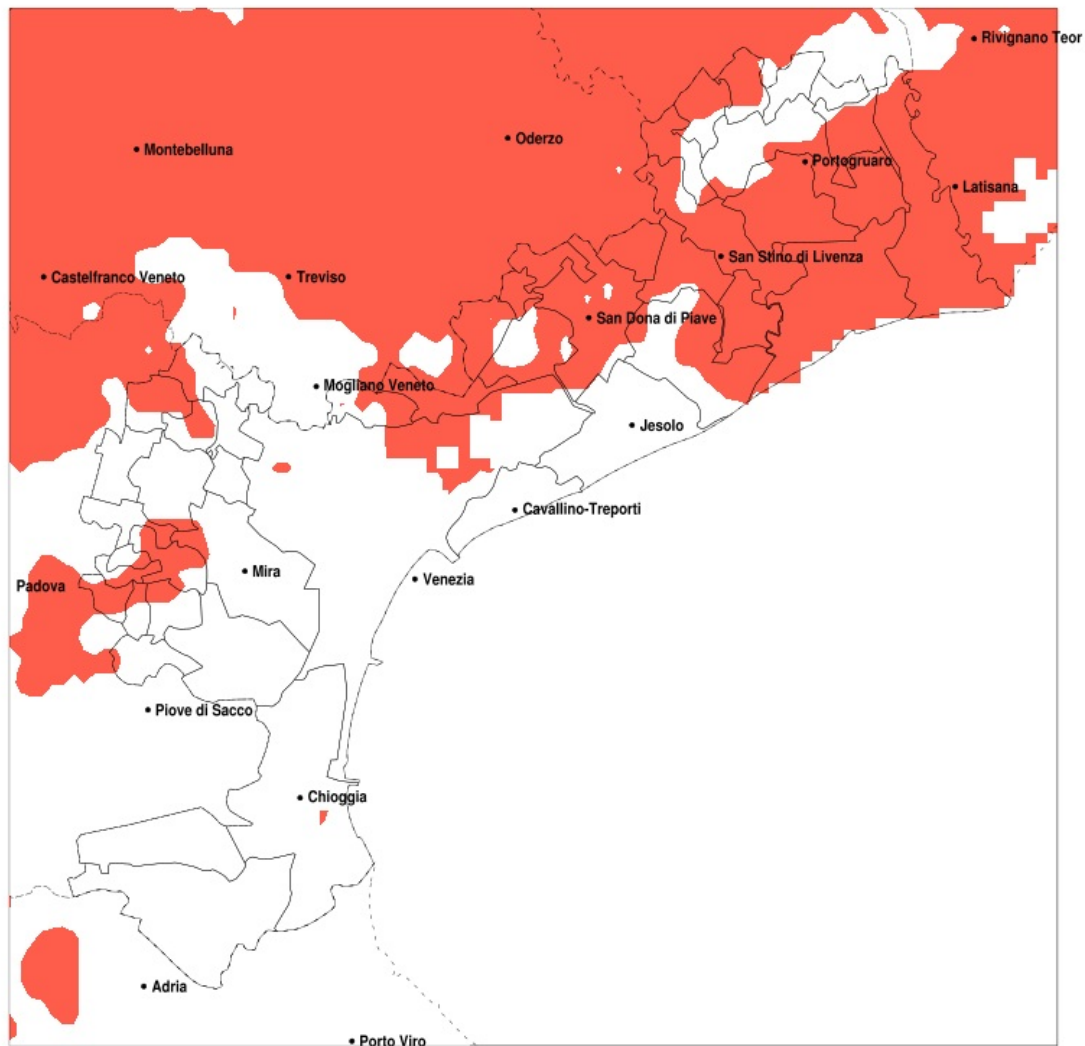 Rivignano Teor
Oderzo
Montebelluna
Portogruaro
Latisana
San Stino di Livenza
Castelfranco Veneto
Treviso
San Dona di Piave
Mogliano Veneto
Jesolo
Cavallino-Treporti
Mira
Venezia
Padova
Piove di Sacco
Chioggia
Adria
Porto Viro